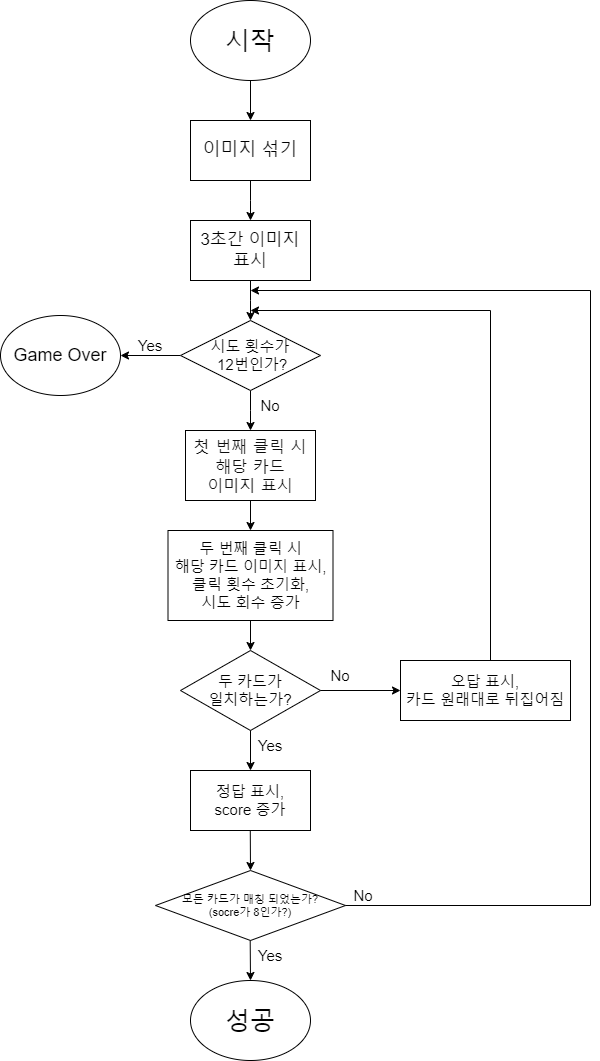 시작
이미지 섞기
3초간 이미지
표시
시도 횟수가
12번인가?
Yes
Game Over
No
첫 번째 클릭 시
해당 카드
이미지 표시
두 번째 클릭 시
해당 카드 이미지 표시,
클릭 횟수 초기화,
시도 회수 증가
두 카드가
일치하는가?
No
오답 표시,
카드 원래대로 뒤집어짐
Yes
정답 표시,
score 증가
모든 카드가 매칭 되었는가?
(socre가 8인가?)
No
Yes
성공